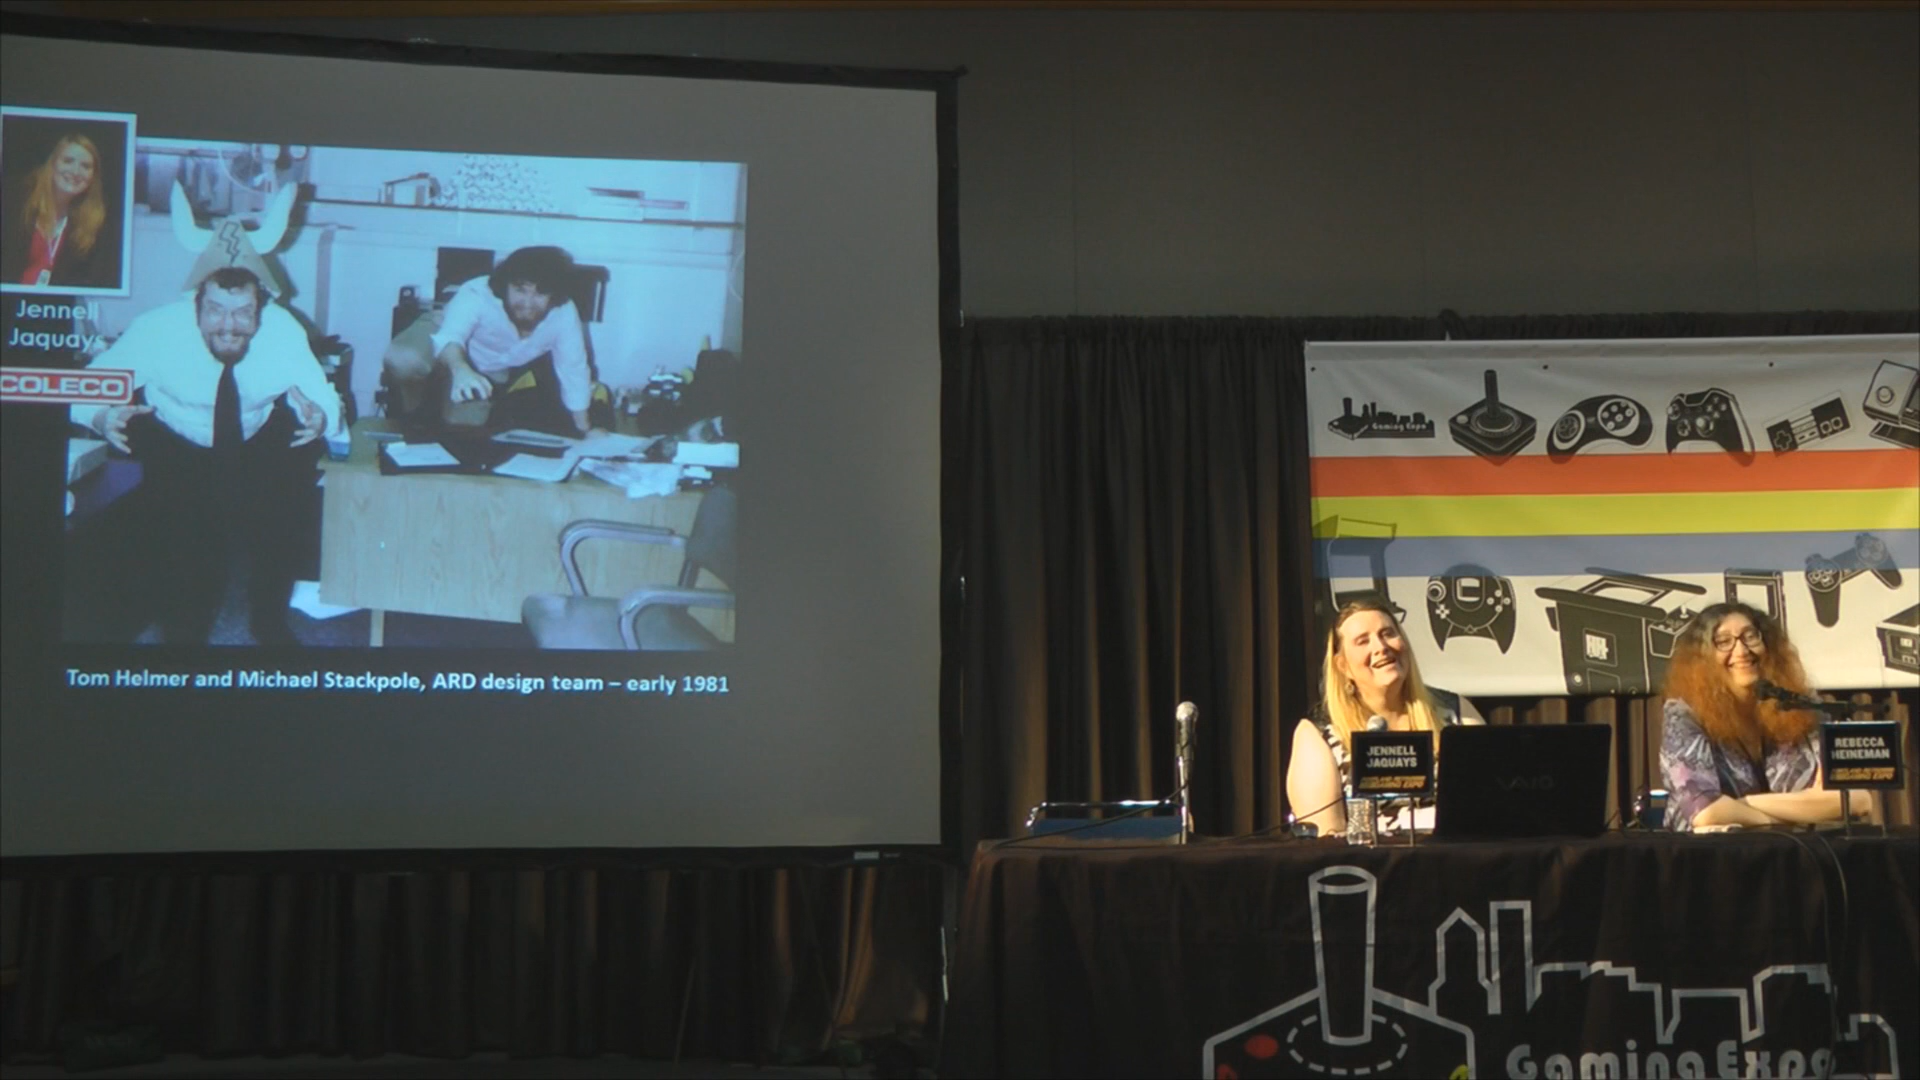 Jennell
Jaquays
COLECO
Tom Helmer and Michael Stackpole, ARD design team – early 1981
Gaming Expo
JENNELL
JAQUAYS
REBECCA
HEINEMAN
VAIO
Gaming Expo